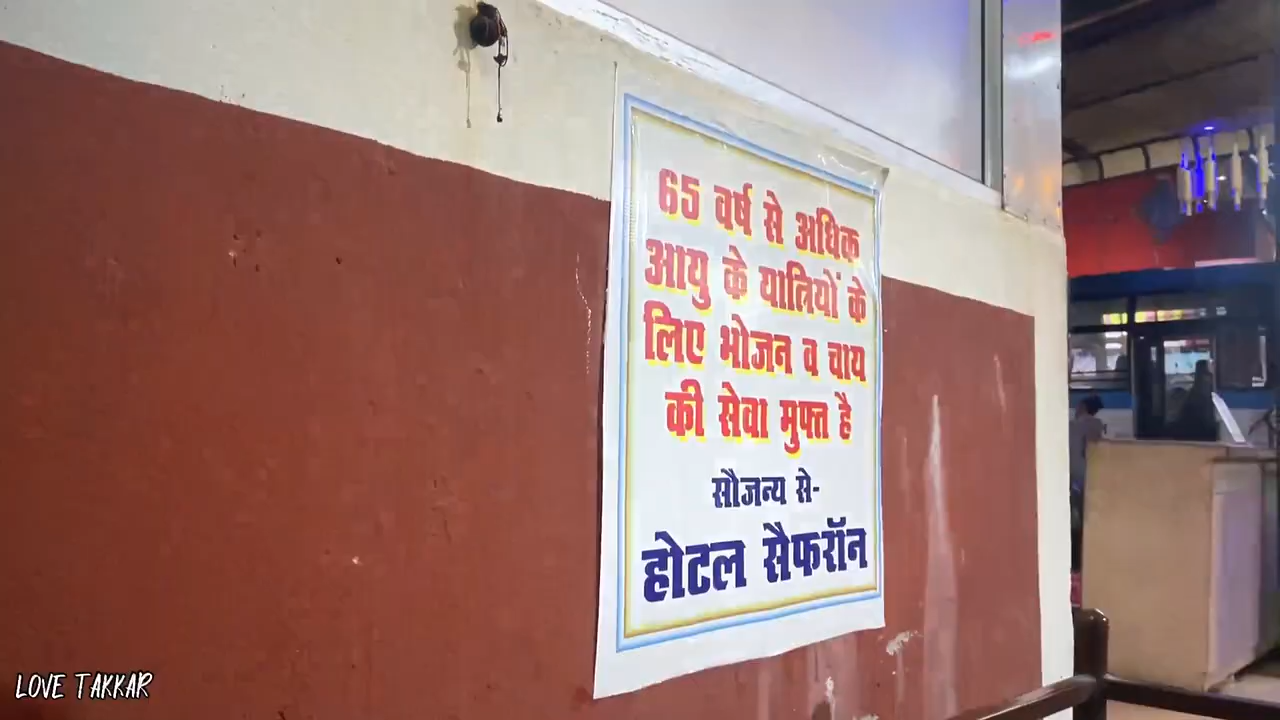 65 वर्ष से अधिक
आयु के यात्रियों के
लिए भोजन व चाय
की सेवा मुफ्त है
सौजन्य से-
होटल सैफरॉन
LOVE TAKKAR